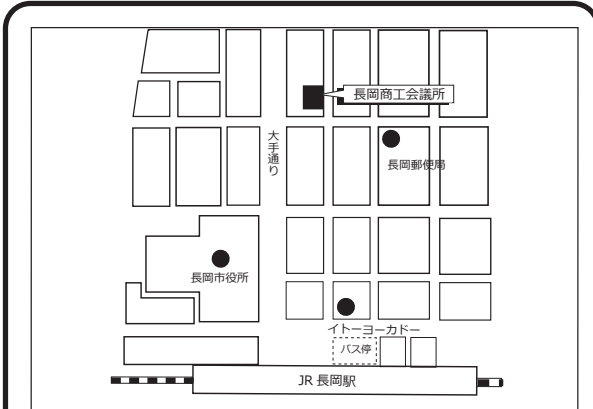 長岡商工会議所
大手通り
長岡郵便局
長岡市役所
イトーヨーカドー
バス停
JR 長岡駅